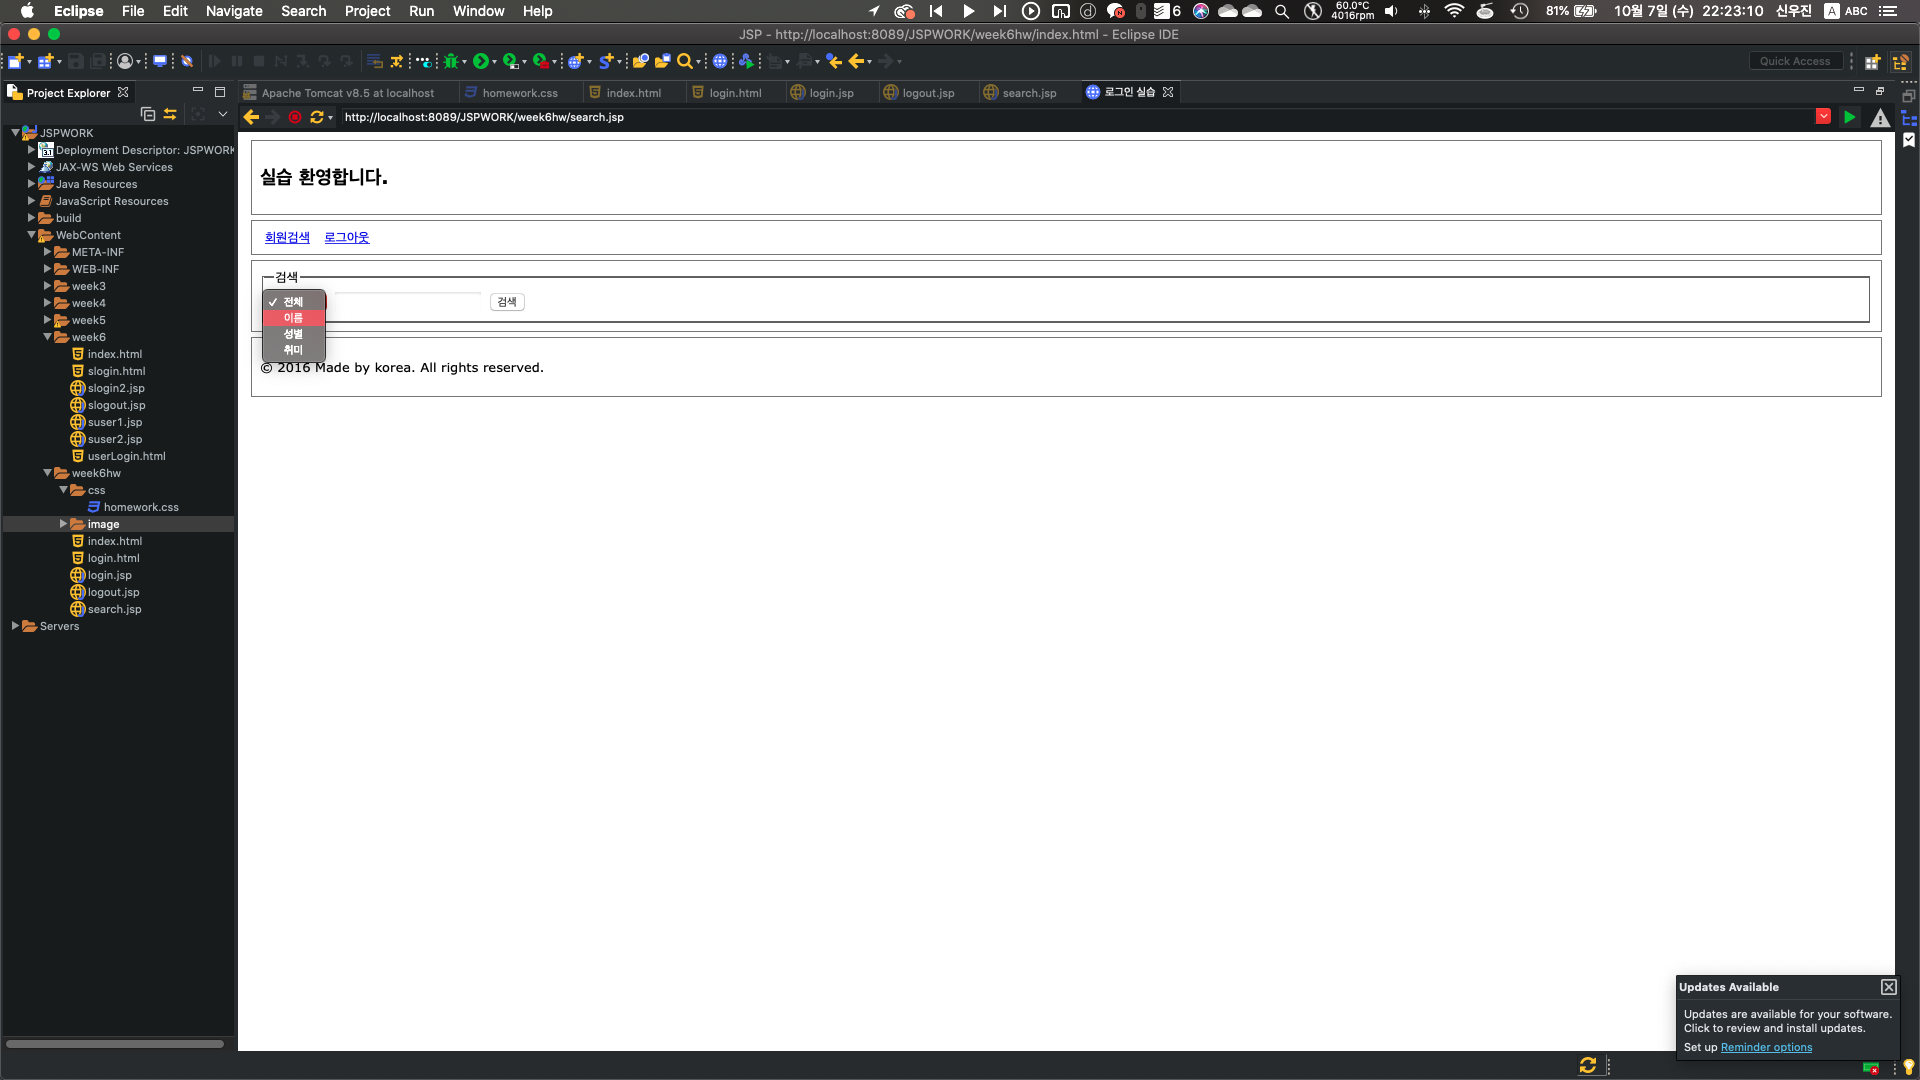 Eclipse File Edit Navigate Search Project Run Window Help
6 60.0°C 4016rpm 81% 10월 7일 (수) 22:23:10 신우진 A ABC
JSP - http://localhost:8089/JSPWORK/week6hw/index.html - Eclipse IDE
Quick Access
Project Explorer
Apache Tomcat v8.5 at localhost homework.css index.html login.html login.jsp logout.jsp search.jsp 로그인 실습
http://localhost:8089/JSPWORK/week6hw/search.jsp
JSPWORK
Deployment Descriptor: JSPWORK
JAX-WS Web Services
Java Resources
JavaScript Resources
build
WebContent
META-INF
WEB-INF
week3
week4
week5
week6
index.html
slogin.html
slogin2.jsp
slogout.jsp
suser1.jsp
suser2.jsp
userLogin.html
week6hw
css
homework.css
image
index.html
login.html
login.jsp
logout.jsp
search.jsp
Servers
실습 환영합니다.
회원검색 로그아웃
검색
✓ 전체
이름
성별
취미
검색
© 2016 Made by korea. All rights reserved.
Updates Available
Updates are available for your software.
Click to review and install updates.
Set up Reminder options